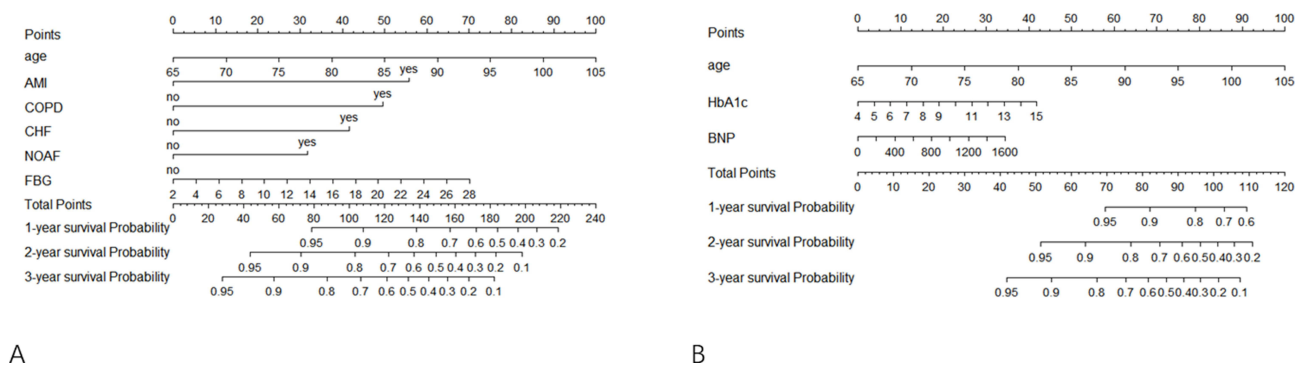 0 10 20 30 40 50 60 70 80 90 100
Points
age
65 70 75 80 85 90 95 100 105
yes
AMI
no
yes
COPD
no
yes
CHF
no
yes
NOAF
no
FBG
2 4 6 8 10 12 14 16 18 20 22 24 26 28
Total Points
0 20 40 60 80 100 120 140 160 180 200 220 240
1-year survival Probability
0.95 0.9 0.8 0.7 0.6 0.5 0.4 0.3 0.2
2-year survival Probability
0.95 0.9 0.8 0.7 0.6 0.5 0.4 0.3 0.2 0.1
3-year survival Probability
0.95 0.9 0.8 0.7 0.6 0.5 0.4 0.3 0.2 0.1
A
0 10 20 30 40 50 60 70 80 90 100
Points
age
65 70 75 80 85 90 95 100 105
HbA1c
4 5 6 7 8 9 11 13 15
BNP
0 400 800 1200 1600
Total Points
0 10 20 30 40 50 60 70 80 90 100 110 120
1-year survival Probability
0.95 0.9 0.8 0.7 0.6
2-year survival Probability
0.95 0.9 0.8 0.7 0.6 0.5 0.4 0.3 0.2
3-year survival Probability
0.95 0.9 0.8 0.7 0.6 0.5 0.4 0.3 0.2 0.1
B